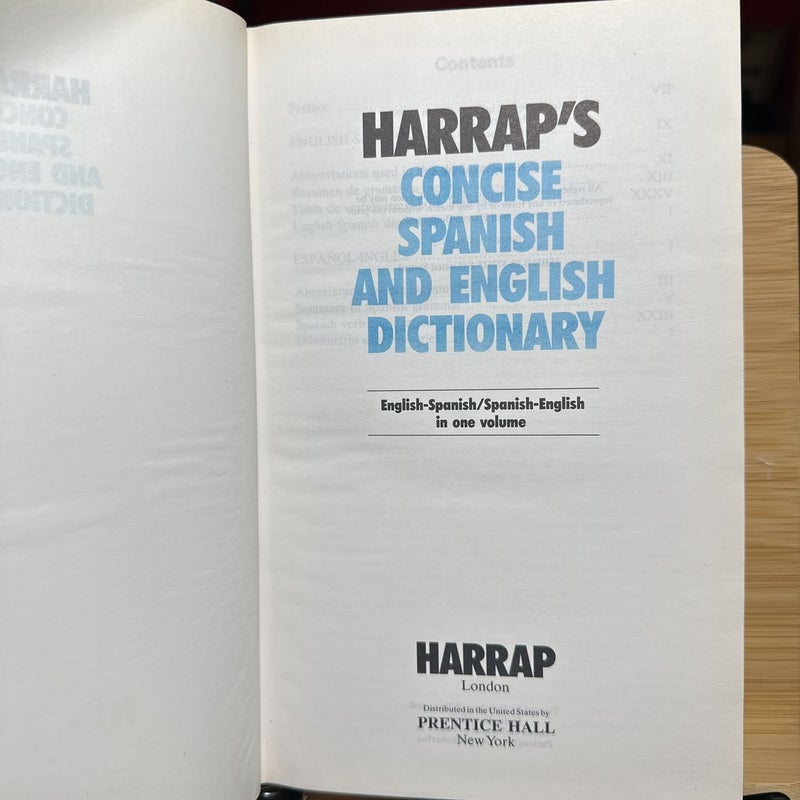 HARRAP'S
CONCISE
SPANISH
AND ENGLISH
DICTIONARY
English-Spanish/Spanish-English
in one volume
HARRAP
London
Distributed in the United States by
PRENTICE HALL
New York